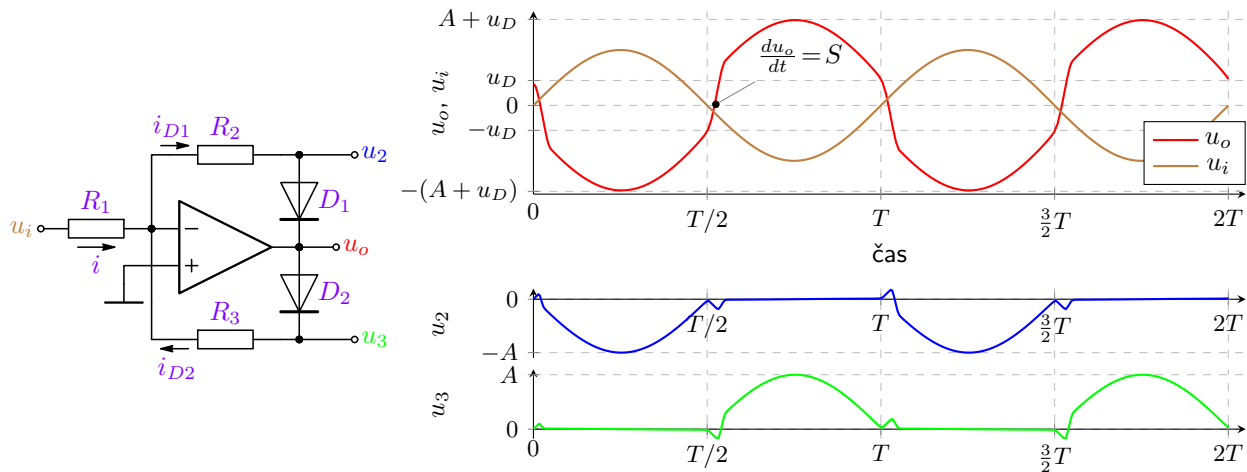 i_{D1} R_2 u_2
R_1 D_1
u_i − u_o
i +
D_2
R_3 u_3
i_{D2}
A + u_D
du_o/dt = S
u_D
0
−u_D
−(A + u_D)
u_o, u_i
u_o
u_i
0 T/2 T 3/2 T 2T
čas
0
u_2
T/2 T 3/2 T 2T
−A
A
u_3
0
0 T/2 T 3/2 T 2T